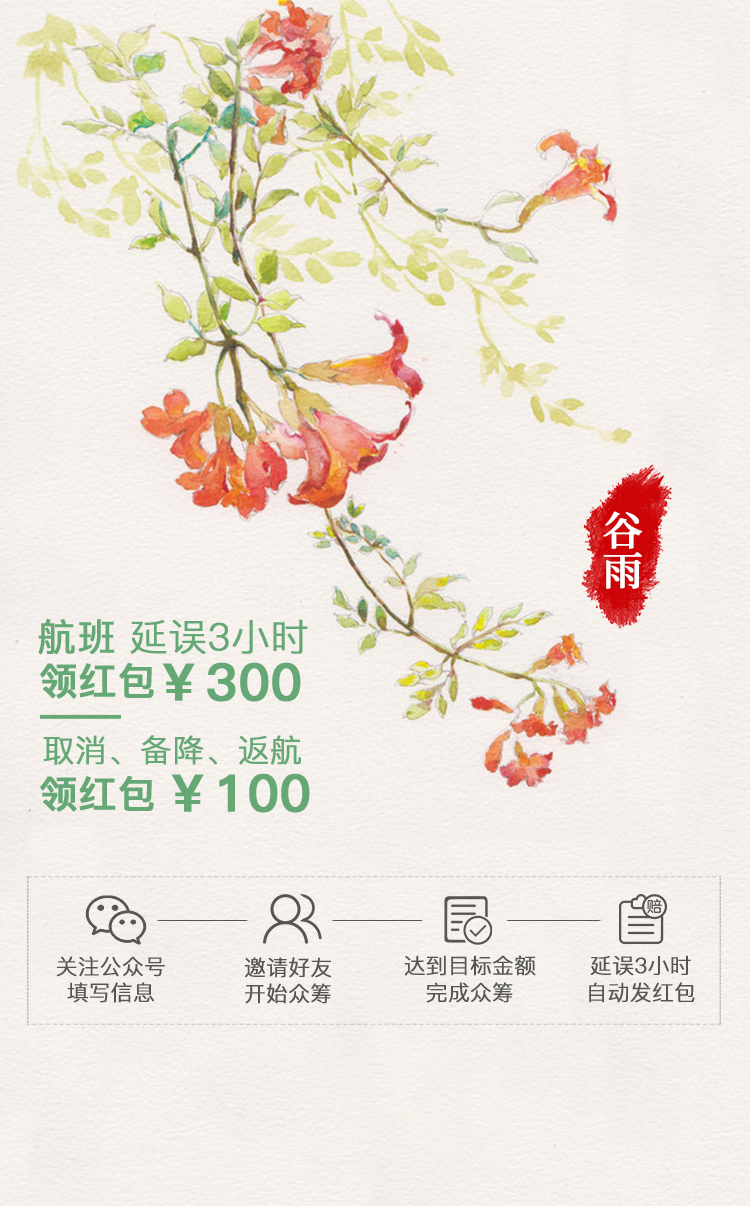 谷雨
航班 延误3小时
领红包¥300
取消、备降、返航
领红包 ¥100
赔
关注公众号
填写信息
邀请好友
开始众筹
达到目标金额
完成众筹
延误3小时
自动发红包